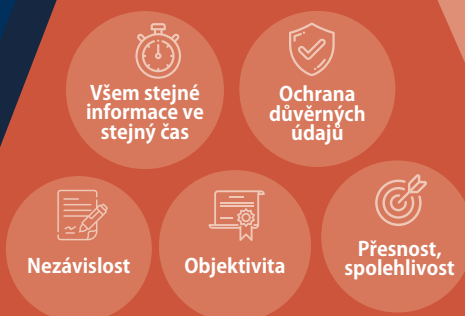 Všem stejné
informace ve
stejný čas
Ochrana
důvěrných
údajů
Nezávislost
Objektivita
Přesnost,
spolehlivost